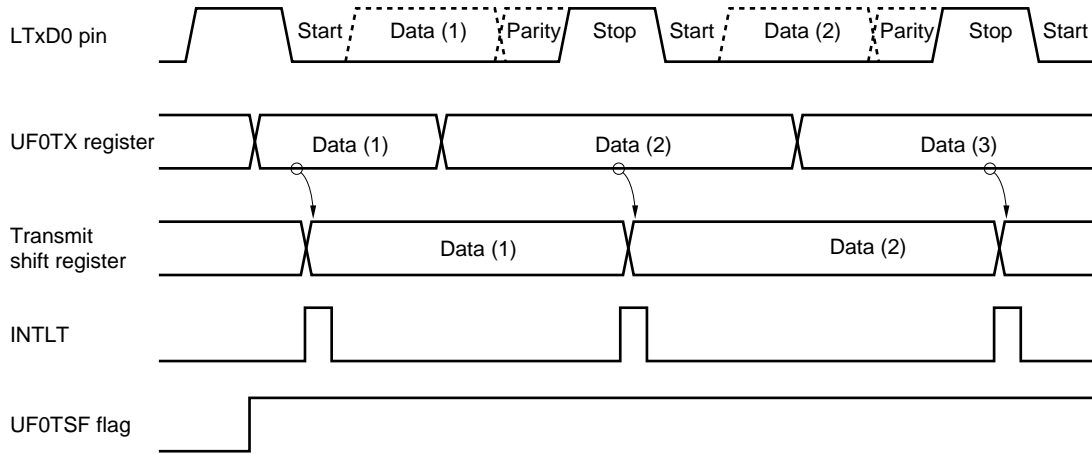 LTxD0 pin
Start Data (1) Parity Stop Start Data (2) Parity Stop Start
UF0TX register
Data (1) Data (2) Data (3)
Transmit
shift register
Data (1) Data (2)
INTLT
UF0TSF flag